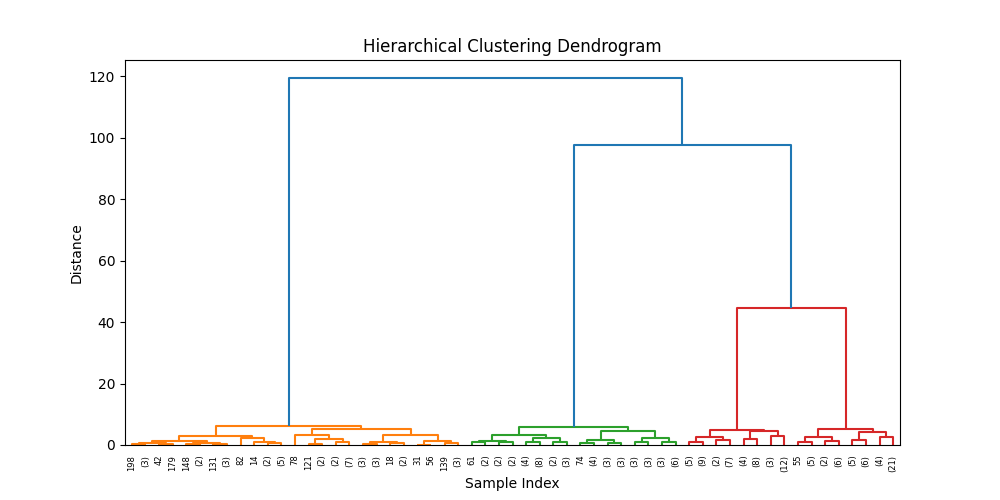 Hierarchical Clustering Dendrogram
120
100
80
60
40
20
0
Distance
198 (3) 42 179 148 (2) 131 (3) 82 14 (2) (5) 78 121 (2) (2) (7) (3) (3) 18 (2) 31 56 139 (3) 61 (2) (2) (2) (4) (8) (2) (3) 74 (4) (3) (3) (3) (3) (3) (6) (5) (9) (2) (7) (4) (8) (3) (12) 55 (5) (2) (6) (5) (6) (4) (21)
Sample Index